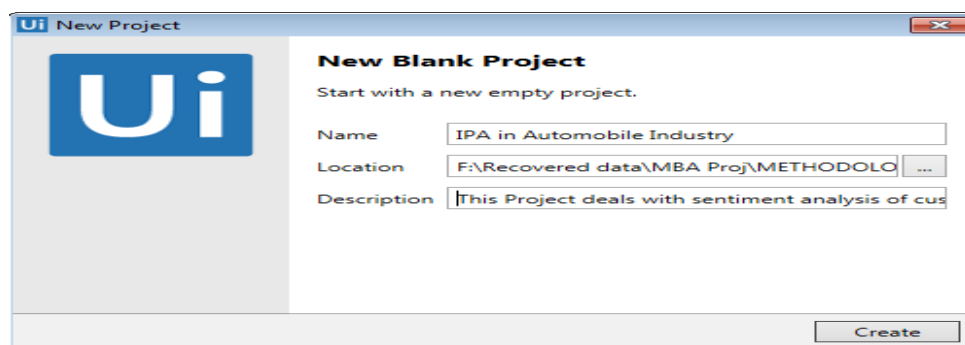 Ui New Project
Ui
New Blank Project
Start with a new empty project.
Name IPA in Automobile Industry
Location F:\Recovered data\MBA Proj\METHODOLO ...
Description This Project deals with sentiment analysis of cus
Create